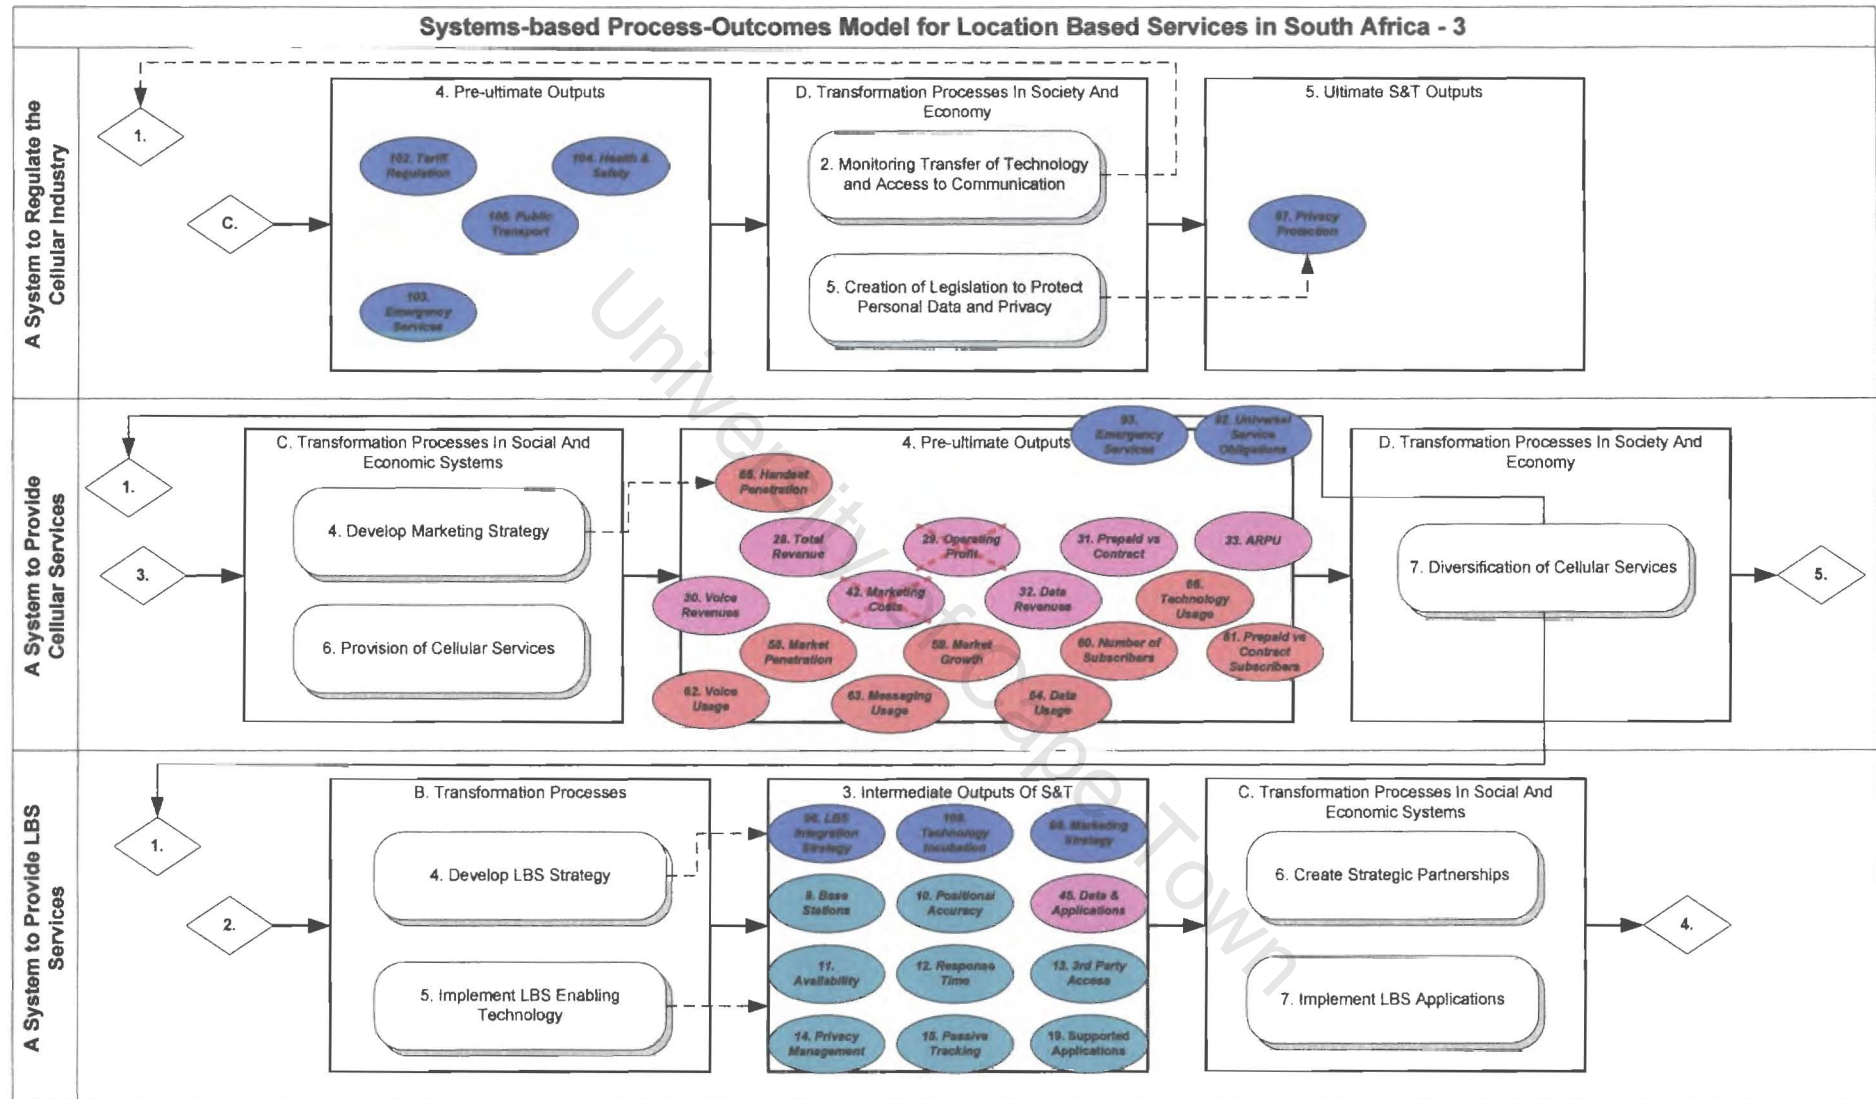 Systems-based Process-Outcomes Model for Location Based Services in South Africa - 3
A System to Regulate the
Cellular Industry
1.
C.
4. Pre-ultimate Outputs
102. Tariff
Regulation
104. Health &
Safety
Public
Transport
103.
Emergency
Services
D. Transformation Processes In Society And
Economy
2. Monitoring Transfer of Technology
and Access to Communication
5. Creation of Legislation to Protect
Personal Data and Privacy
5. Ultimate S&T Outputs
Privacy
Protection
A System to Provide
Cellular Services
1.
3.
C. Transformation Processes In Social And
Economic Systems
4. Develop Marketing Strategy
6. Provision of Cellular Services
4. Pre-ultimate Outputs
93.
Emergency
Services
92. Universal
Service
Obligations
Handset
Penetration
28. Total
Revenue
29. Operating
Profit
31. Prepaid vs
Contract
33. ARPU
30. Voice
Revenues
42. Marketing
Costs
32. Data
Revenues
Technology
Usage
Market
Penetration
Market
Growth
60. Number of
Subscribers
61. Prepaid vs
Contract
Subscribers
62. Voice
Usage
63. Messaging
Usage
64. Data
Usage
D. Transformation Processes In Society And
Economy
7. Diversification of Cellular Services
5.
A System to Provide LBS
Services
1.
2.
B. Transformation Processes
4. Develop LBS Strategy
5. Implement LBS Enabling
Technology
3. Intermediate Outputs Of S&T
LBS
Integration
Strategy
Technology
Incubation
Marketing
Strategy
9. Base
Stations
10. Positional
Accuracy
45. Data &
Applications
11.
Availability
12. Response
Time
13. 3rd Party
Access
14. Privacy
Management
15. Passive
Tracking
19. Supported
Applications
C. Transformation Processes In Social And
Economic Systems
6. Create Strategic Partnerships
7. Implement LBS Applications
4.
University of Cape Town